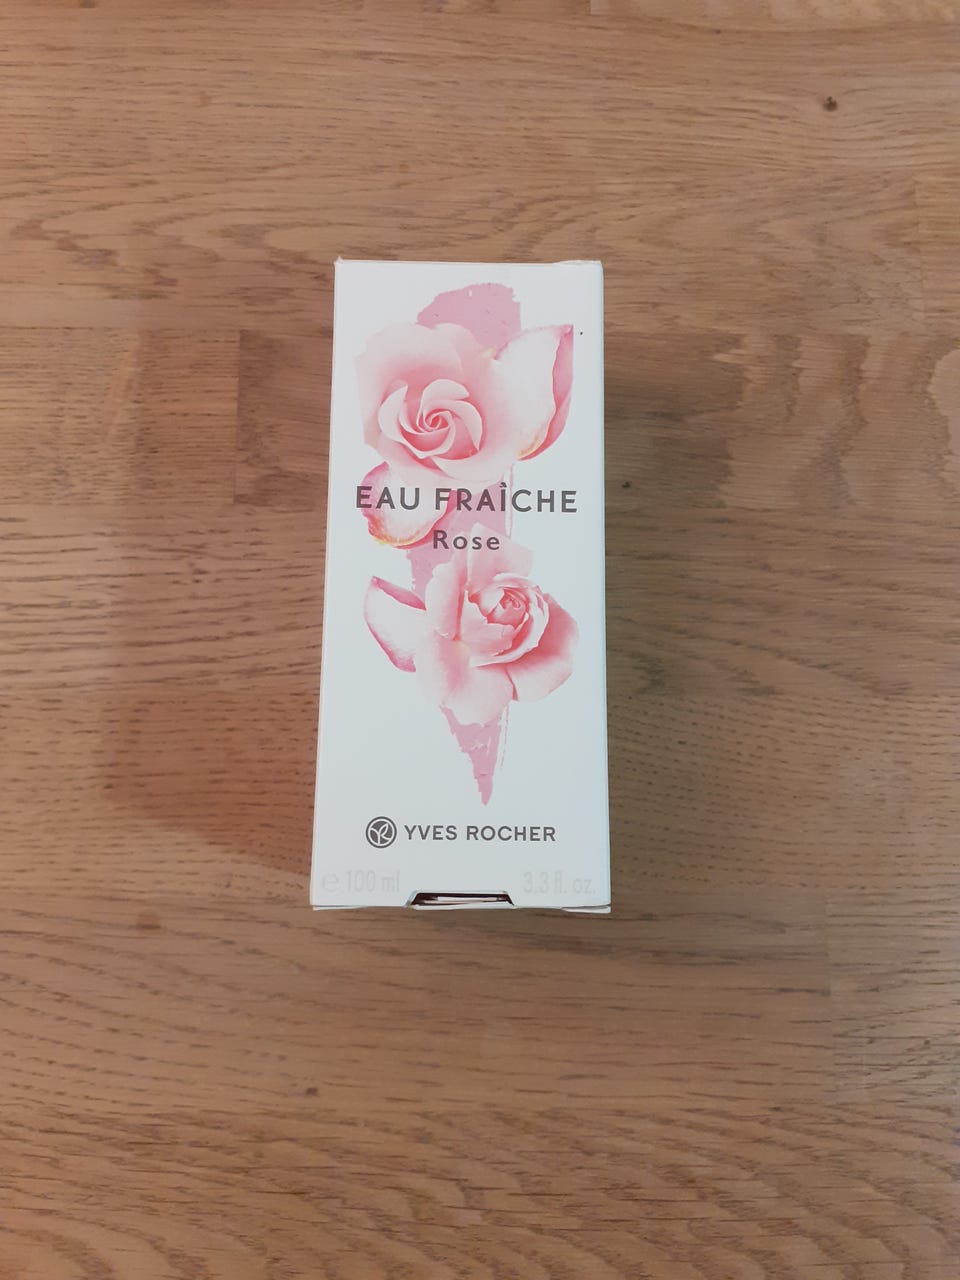 EAU FRAÎCHE
Rose
YVES ROCHER
℮ 100 ml 3.3 fl. oz.